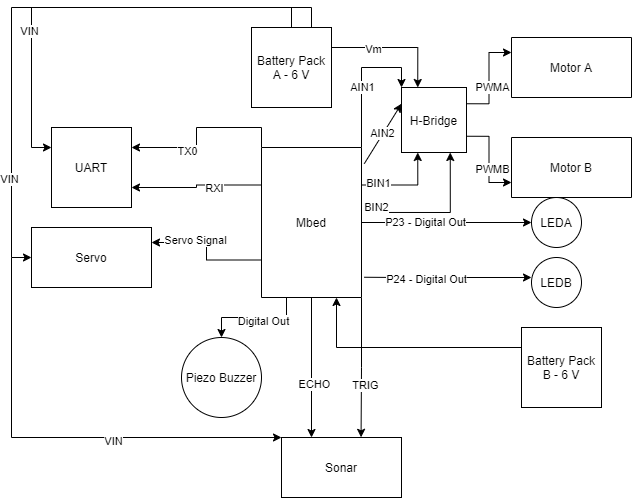 VIN
Battery Pack
A - 6 V
Vm
Motor A
AIN1
PWMA
H-Bridge
AIN2
TX0
UART
RXI
BIN1
PWMB
Motor B
BIN2
Mbed
P23 - Digital Out
LEDA
VIN
Servo Signal
Servo
P24 - Digital Out
LEDB
Digital Out
Piezo Buzzer
ECHO
TRIG
Battery Pack
B - 6 V
VIN
Sonar